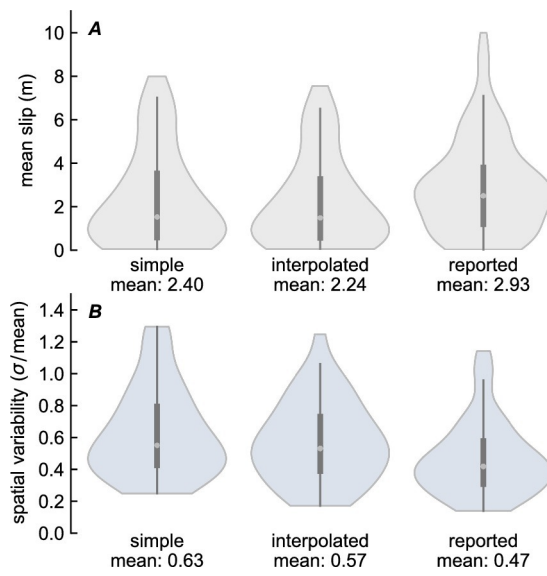 A
mean slip (m)
10
8
6
4
2
0
simple
mean: 2.40
interpolated
mean: 2.24
reported
mean: 2.93
B
spatial variability (σ/mean)
1.4
1.2
1.0
0.8
0.6
0.4
0.2
0.0
simple
mean: 0.63
interpolated
mean: 0.57
reported
mean: 0.47